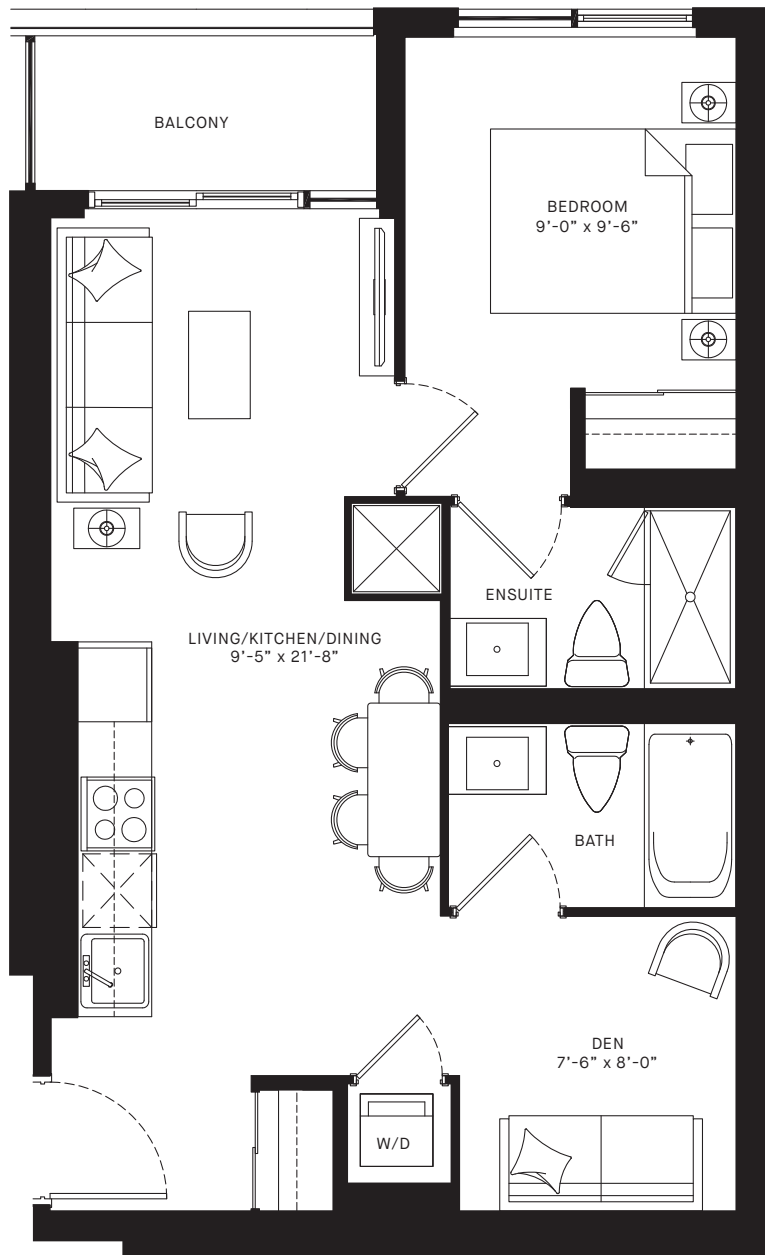 BALCONY
BEDROOM
9’-0” x 9’-6”
ENSUITE
LIVING/KITCHEN/DINING
9’-5” x 21’-8”
BATH
DEN
7’-6” x 8’-0”
W/D